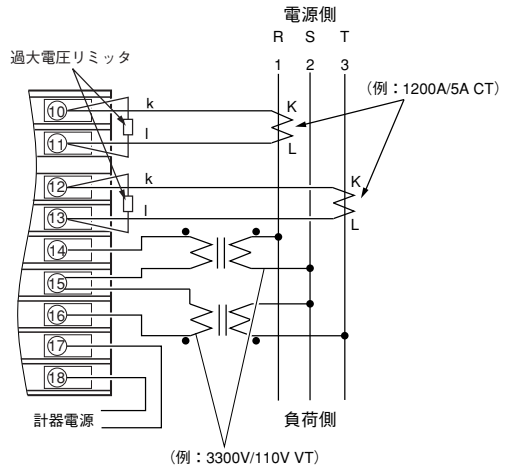 電源側
R S T
1 2 3
過大電圧リミッタ
(例：1200A/5A CT)
⑩ k K
⑪ l L
⑫ k K
⑬ l L
⑭
⑮
⑯
⑰
⑱
計器電源
負荷側
(例：3300V/110V VT)